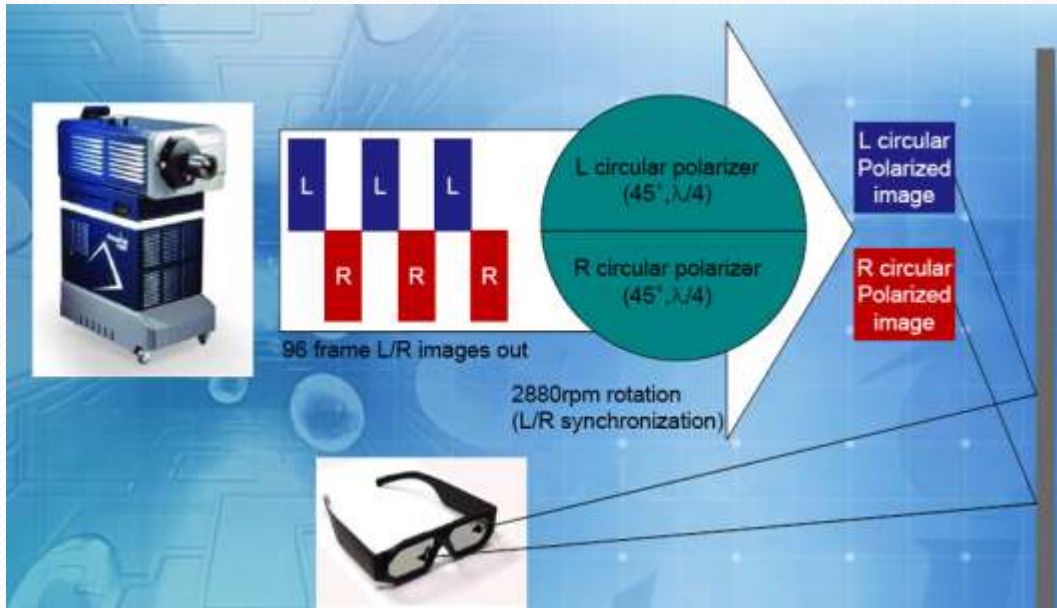 L
L
L
R
R
R
96 frame L/R images out
L circular polarizer
(45°,λ/4)
R circular polarizer
(45°,λ/4)
2880rpm rotation
(L/R synchronization)
L circular
Polarized
image
R circular
Polarized
image